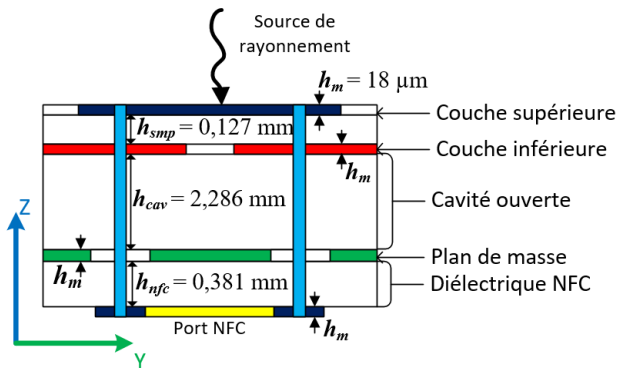 Source de
rayonnement
hm = 18 µm
Couche supérieure
hsmp = 0,127 mm
Couche inférieure
hm
hcav = 2,286 mm
Cavité ouverte
Z
Plan de masse
hm
hnfc = 0,381 mm
Diélectrique NFC
Port NFC
hm
Y